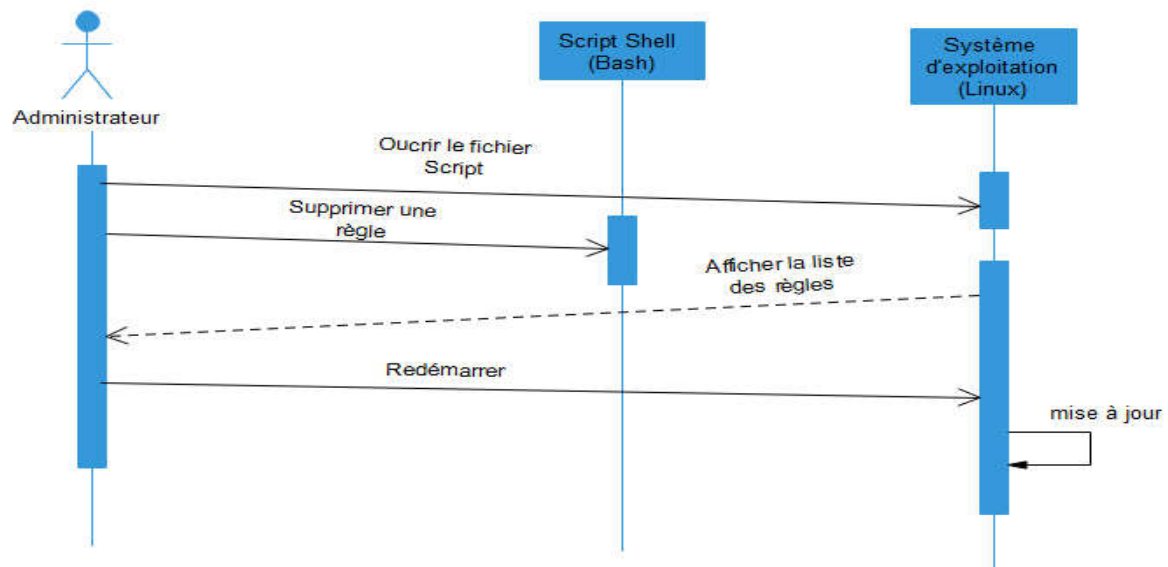 Script Shell
(Bash)
Système
d'exploitation
(Linux)
Administrateur
Oucrir le fichier
Script
Supprimer une
règle
Afficher la liste
des règles
Redémarrer
mise à jour